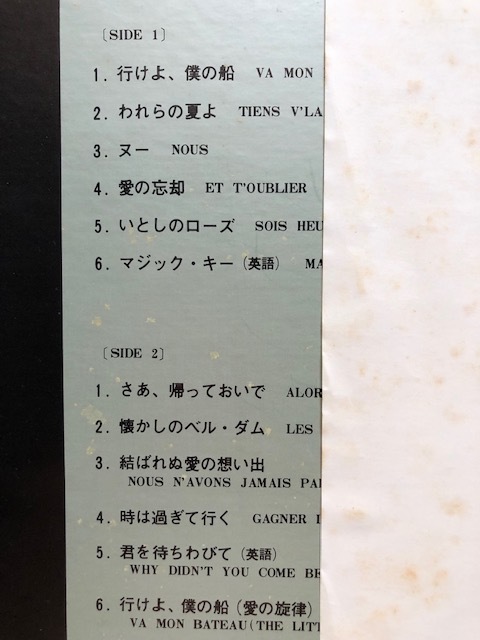 〔SIDE 1〕
1. 行けよ、僕の船 VA MON
2. われらの夏よ TIENS V'LA
3. ヌー NOUS
4. 愛の忘却 ET T'OUBLIER
5. いとしのローズ SOIS HEU
6. マジック・キー(英語) MA
〔SIDE 2〕
1. さあ、帰っておいで ALOR
2. 懐かしのベル・ダム LES
3. 結ばれぬ愛の想い出
NOUS N'AVONS JAMAIS PA
4. 時は過ぎて行く GAGNER
5. 君を待ちわびて(英語)
WHY DIDN'T YOU COME BE
6. 行けよ、僕の船(愛の旋律)
VA MON BATEAU(THE LITT